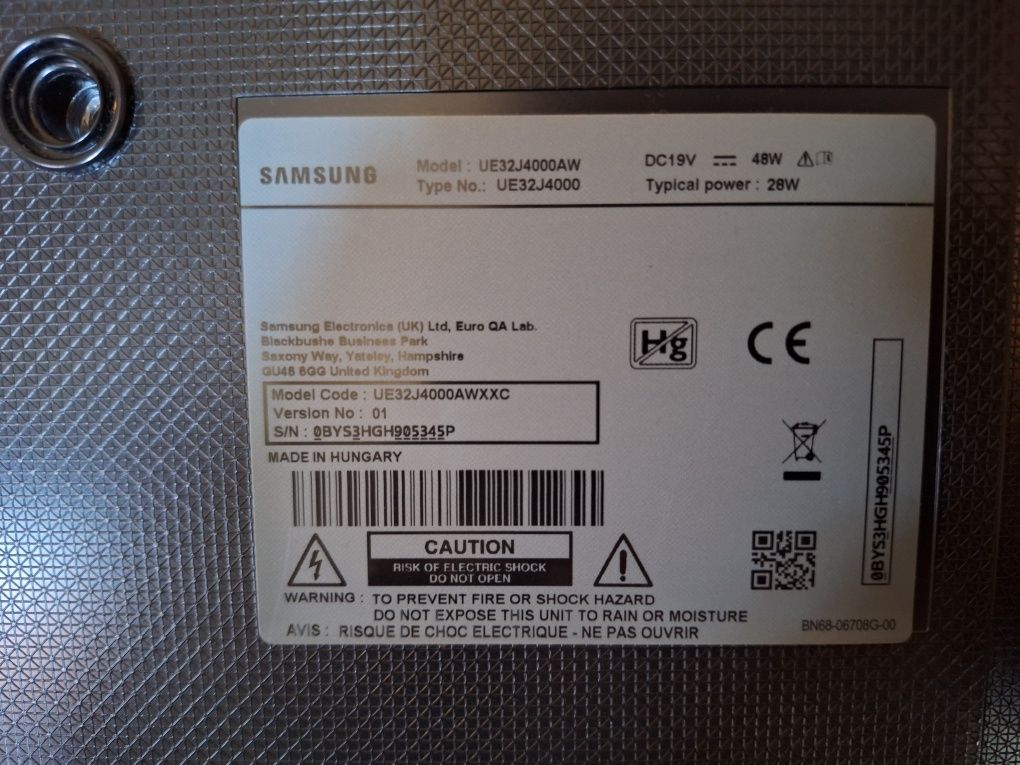 SAMSUNG
Model : UE32J4000AW
Type No.: UE32J4000
DC19V ⎓ 48W
Typical power : 28W
Samsung Electronics (UK) Ltd, Euro QA Lab.
Blackbushe Business Park
Saxony Way, Yateley, Hampshire
GU46 6GG United Kingdom
Hg
CE
Model Code : UE32J4000AWXXC
Version No : 01
S/N : 0BYS3HGH905345P
MADE IN HUNGARY
0BYS3HGH905345P
CAUTION
RISK OF ELECTRIC SHOCK
DO NOT OPEN
WARNING : TO PREVENT FIRE OR SHOCK HAZARD
DO NOT EXPOSE THIS UNIT TO RAIN OR MOISTURE
AVIS : RISQUE DE CHOC ELECTRIQUE - NE PAS OUVRIR
BN68-06708G-00